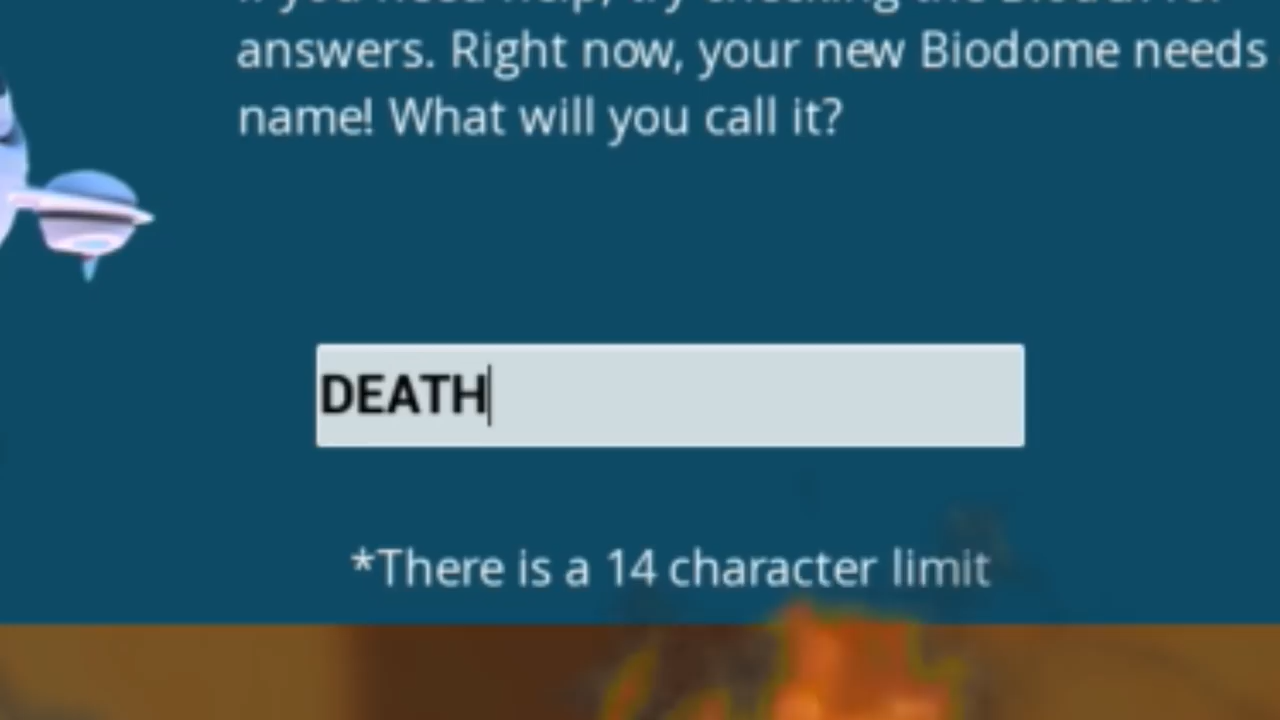 answers. Right now, your new Biodome needs
name! What will you call it?
DEATH
*There is a 14 character limit